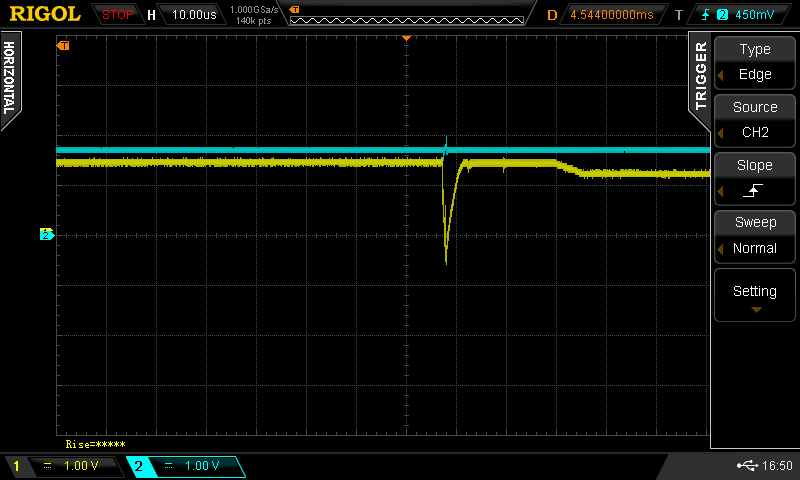 RIGOL STOP H 10.00us 1.000GSa/s 140k pts T D 4.54400000ms T 2 450mV
HORIZONTAL
T
TRIGGER
Type
Edge
Source
CH2
Slope
Sweep
Normal
Setting
2
Rise=*****
1 1.00 V 2 1.00 V 16:50